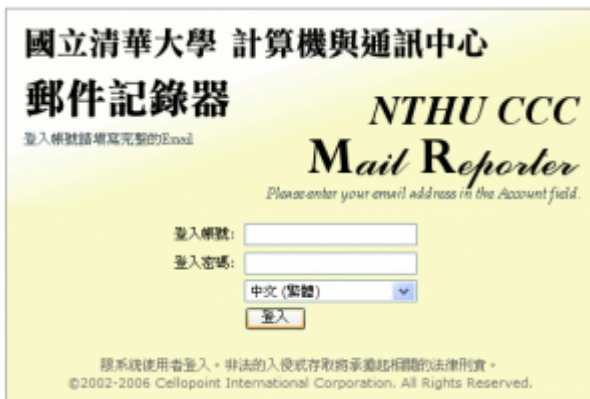 國立清華大學 計算機與通訊中心
郵件記錄器
登入帳號請填寫完整的Email
NTHU CCC
Mail Reporter
Please enter your email address in the Account field.
登入帳號:
登入密碼:
中文 (繁體)
登入
限系統使用者登入。非法的入侵或存取將承擔起相關的法律刑責。
©2002-2006 Cellopoint International Corporation. All Rights Reserved.